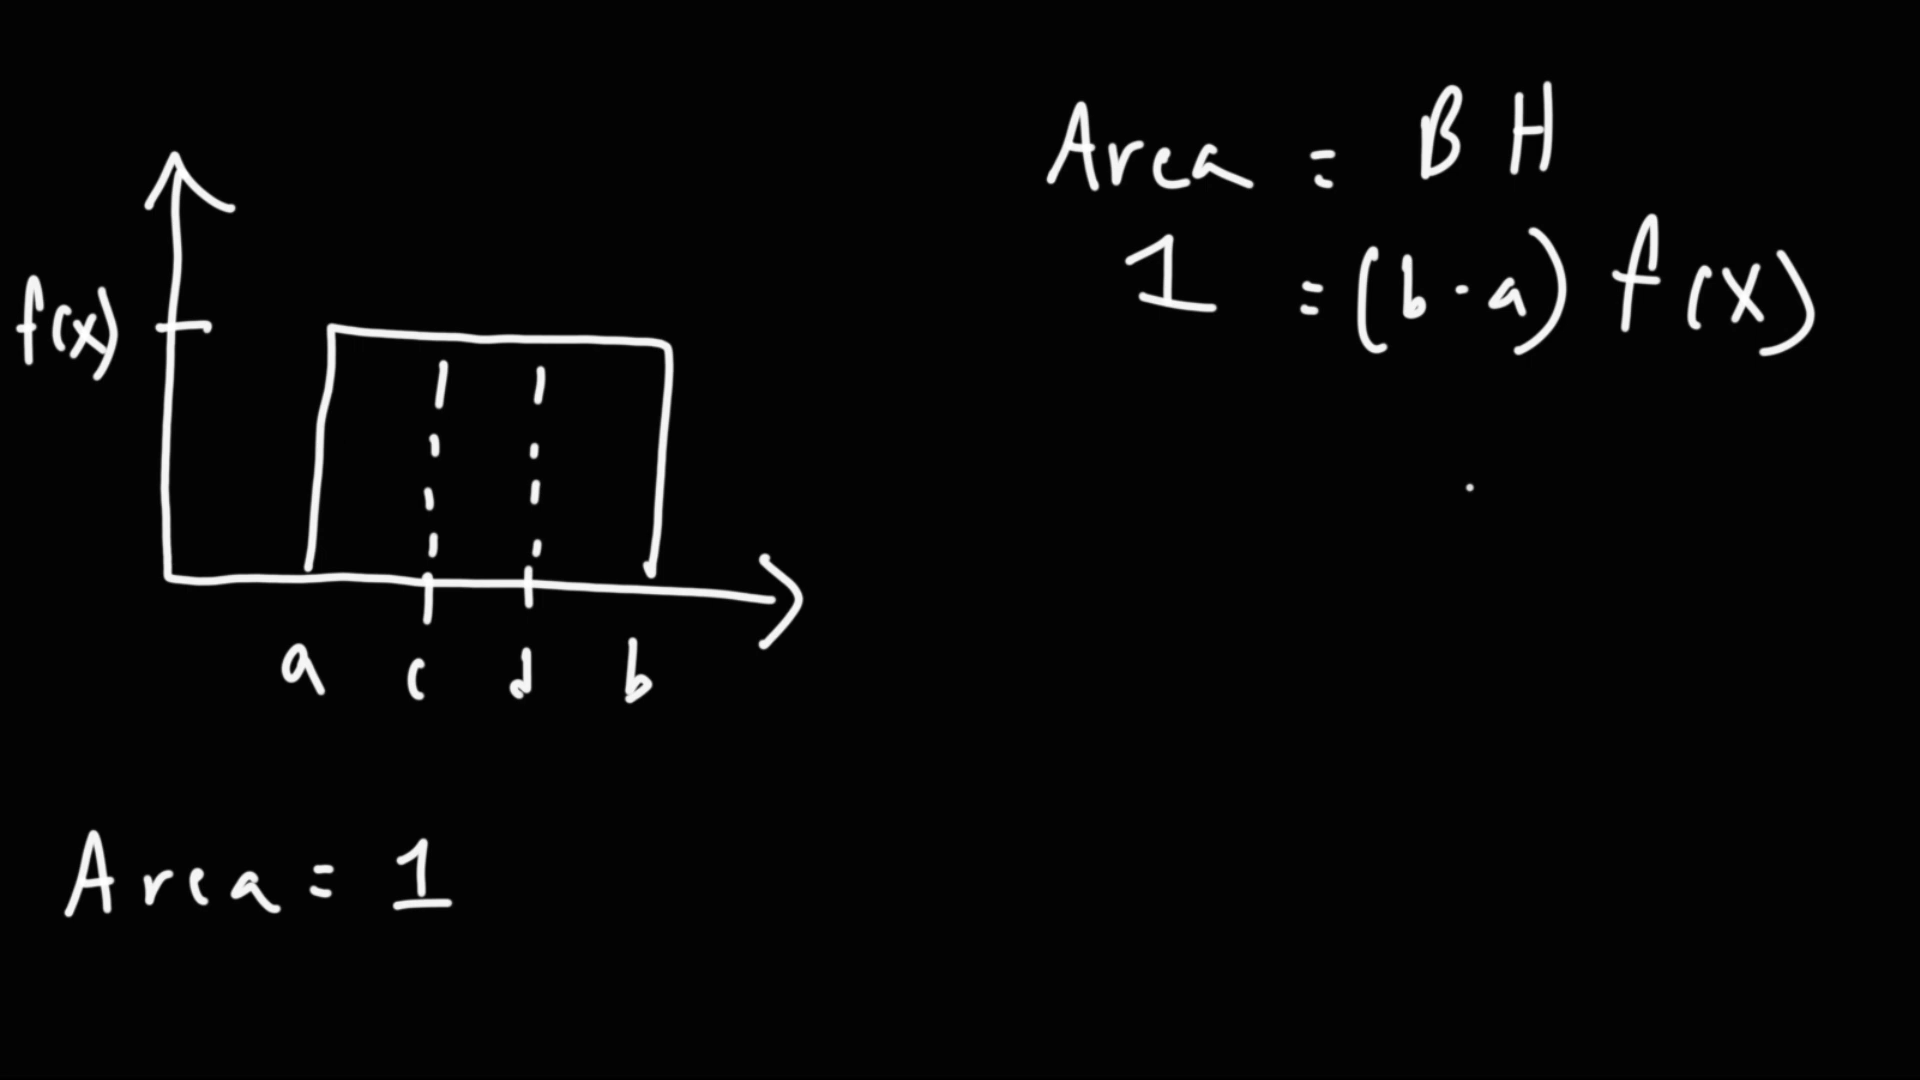 Area = B H
1 = (b - a) f(x)
f(x)
a c d b
Area = 1